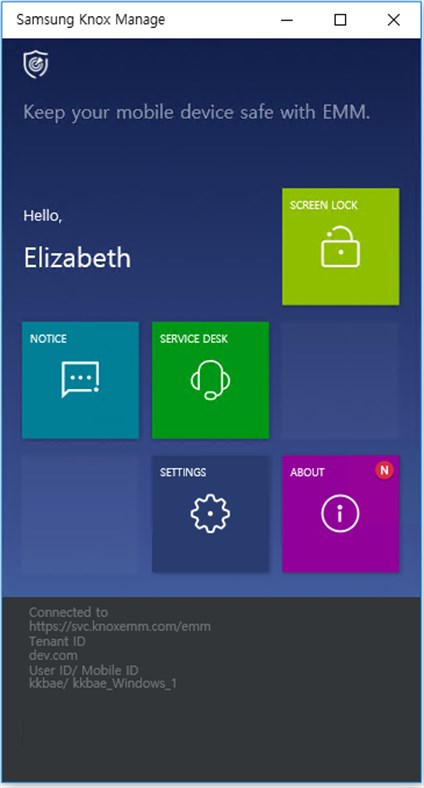 Samsung Knox Manage
Keep your mobile device safe with EMM.
Hello,
Elizabeth
SCREEN LOCK
NOTICE
SERVICE DESK
SETTINGS
ABOUT
N
Connected to
https://svc.knoxemm.com/emm
Tenant ID
dev.com
User ID/ Mobile ID
kkbae/ kkbae_Windows_1